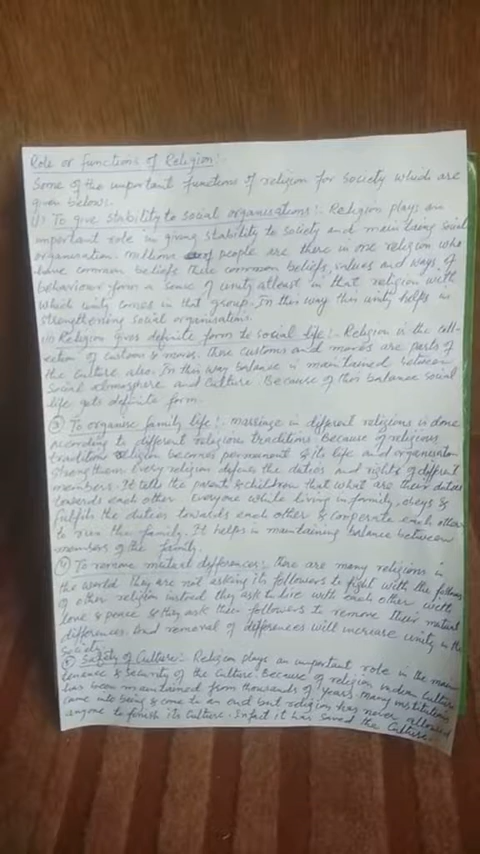 Role or Functions of Religion:-
Some of the important functions of religion for society which are
given below:-
(1) To give stability to social organisations:- Religion plays an
important role in giving stability to society and maintaining social
organisation. millions of people are there in one religion who
have common beliefs these common beliefs, values and ways of
behaviour form a sense of unity atleast in that religion with
which unity comes in that group. In this way this unity helps in
strengthening social organisation.
Religion gives definite form to social life:- Religion is the coll-
ection of customs & mores. These customs and mores are parts of
the culture also. In this way balance is maintained between
social atmosphere and culture. Because of this balance social
life gets definite form.
(3) To organise family life:- marriage in different religions is done
According to different religious traditions. Because of religious
tradition religion becomes permanent & its life and organisation
strengthens Every religion defines the duties and rights of different
members. It tells the parent & children that what are their duties
towards each other. Everyone while living in family, obeys &
fulfils the duties towards each other & cooperate each other
to run the family. It helps in maintaining balance between
members of the family.
To remove mutual differences:- there are many religions in
the world they are not asking its followers to fight with the
of other religion instead they ask to live with each other with
love & peace & they ask their followers to remove their mutual
differences. And removal of differences will increase unity in the
society.
Safety of Culture:- Religion plays an important role in the main-
tenance & security of the culture. Because of religion Indian culture
has been maintained from thousands of years. Many institutions
came into being & come to an end but religion has never allowed
anyone to finish its culture. Infact it has saved the culture.